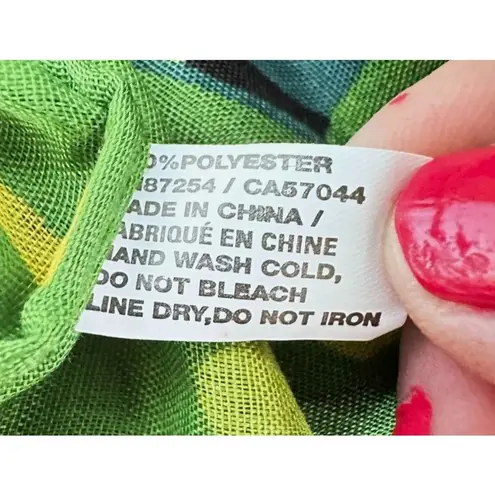 0%POLYESTER
87254 / CA57044
ADE IN CHINA /
ABRIQUÉ EN CHINE
AND WASH COLD,
DO NOT BLEACH
LINE DRY,DO NOT IRON